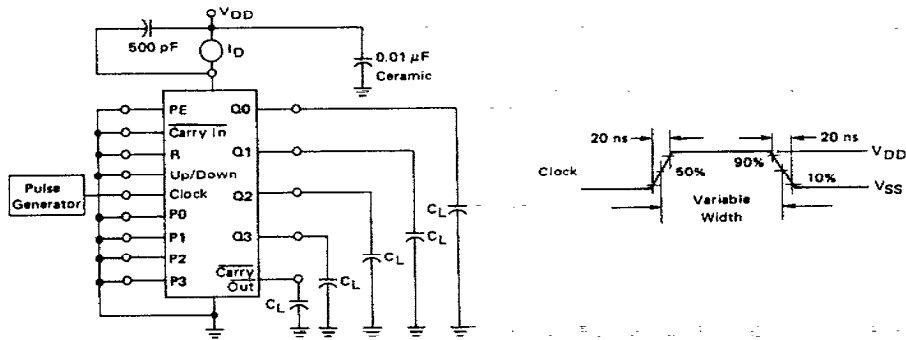 VDD
500 pF
ID
0.01 µF
Ceramic
PE
Carry In
R
Up/Down
Clock
P0
P1
P2
P3
Q0
Q1
Q2
Q3
Carry
Out
Pulse
Generator
CL
CL
CL
CL
CL
20 ns
20 ns
Clock
50%
90%
10%
VDD
VSS
Variable
Width